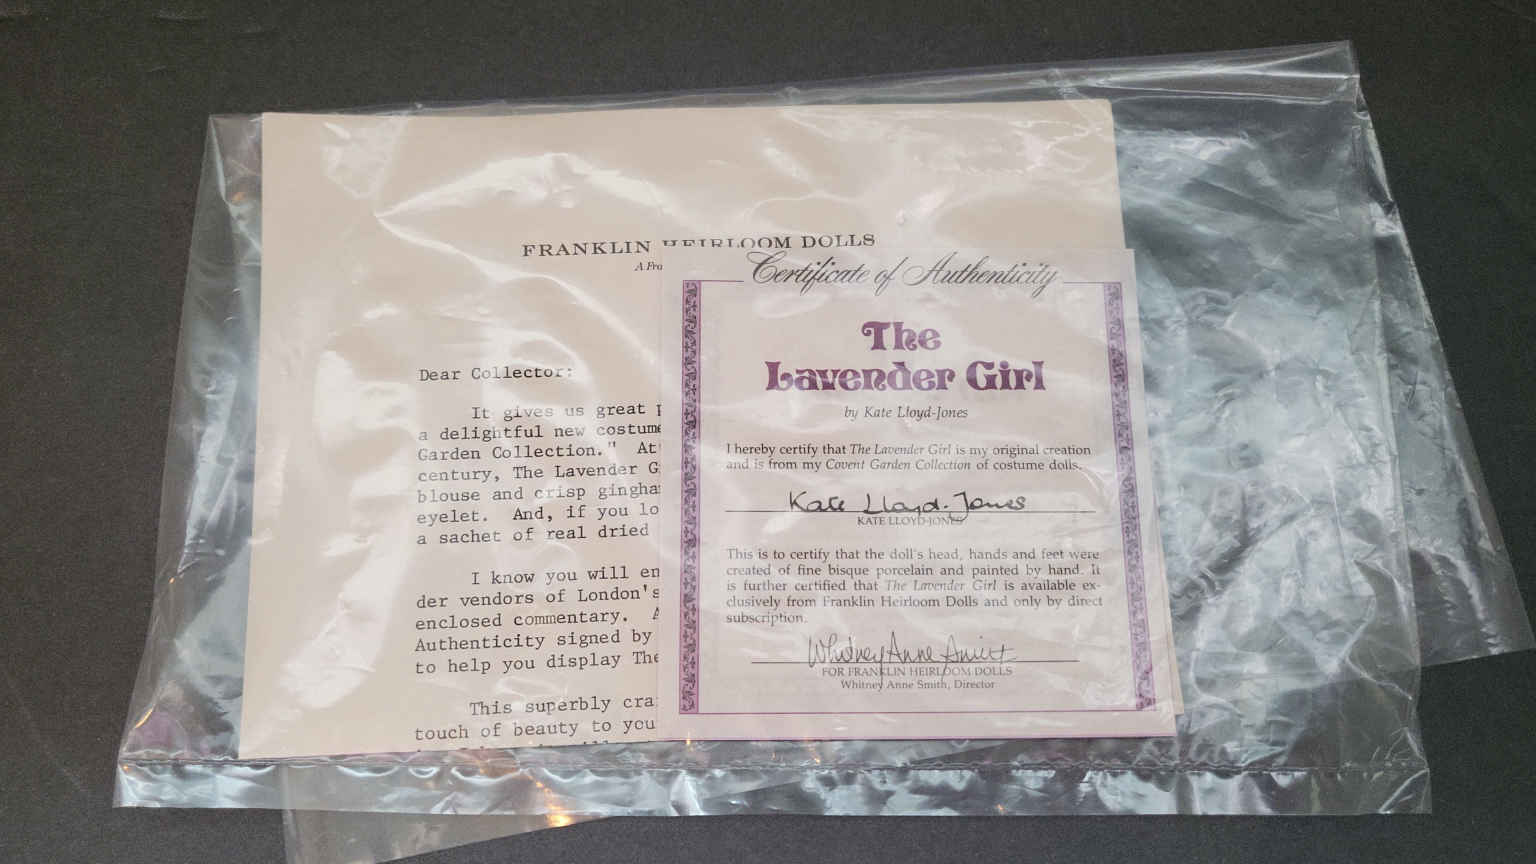 FRANKLIN HEIRLOOM DOLLS
A Fra
Dear Collector:
It gives us great p
a delightful new costume
Garden Collection." At
century, The Lavender G
blouse and crisp gingha
eyelet. And, if you lo
a sachet of real dried
I know you will en
der vendors of London's
enclosed commentary. A
Authenticity signed by
to help you display The
This superbly cra
touch of beauty to you
Certificate of Authenticity
The
Lavender Girl
by Kate Lloyd-Jones
I hereby certify that The Lavender Girl is my original creation
and is from my Covent Garden Collection of costume dolls.
Kate Lloyd-Jones
KATE LLOYD-JONES
This is to certify that the doll's head, hands and feet were
created of fine bisque porcelain and painted by hand. It
is further certified that The Lavender Girl is available ex-
clusively from Franklin Heirloom Dolls and only by direct
subscription.
Whitney Anne Smith
FOR FRANKLIN HEIRLOOM DOLLS
Whitney Anne Smith, Director